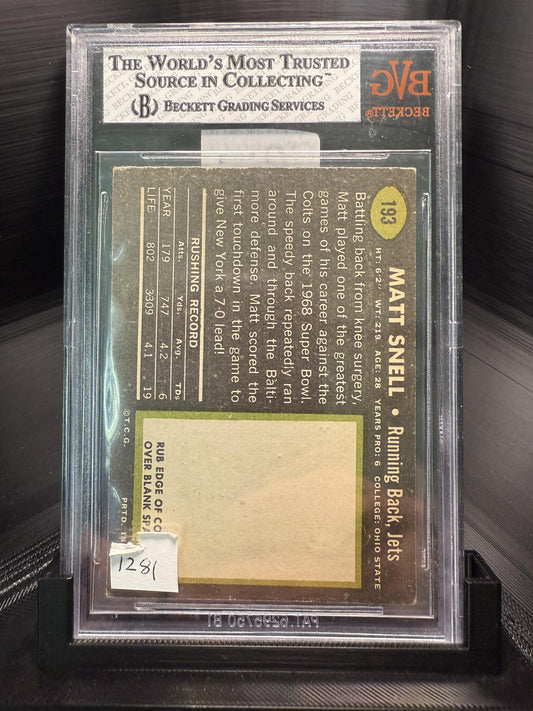 THE WORLD'S MOST TRUSTED
SOURCE IN COLLECTING™
(B) BECKETT GRADING SERVICES
BVG
BECKETT®
193
MATT SNELL • Running Back, Jets
HT: 6'2" WT: 219 AGE: 28 YEARS PRO: 6 COLLEGE: OHIO STATE
Battling back from knee surgery,
Matt played one of the greatest
games of his career against the
Colts on the 1968 Super Bowl
The speedy back repeatedly ran
around and through the Balti-
more defense. Matt scored the
first touchdown in the game to
give New York a 7-0 lead!
RUSHING RECORD
Atts. Yds. Avg. TDs
YEAR 179 747 4.2 6
LIFE 802 3309 4.1 19
©T.C.G. PRTD. IN
RUB EDGE OF CO
OVER BLANK SPA
1281